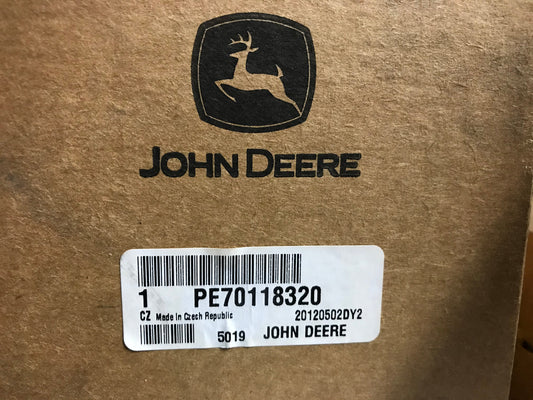 JOHN DEERE
1 PE70118320
CZ Made In Czech Republic 20120502DY2
5019 JOHN DEERE